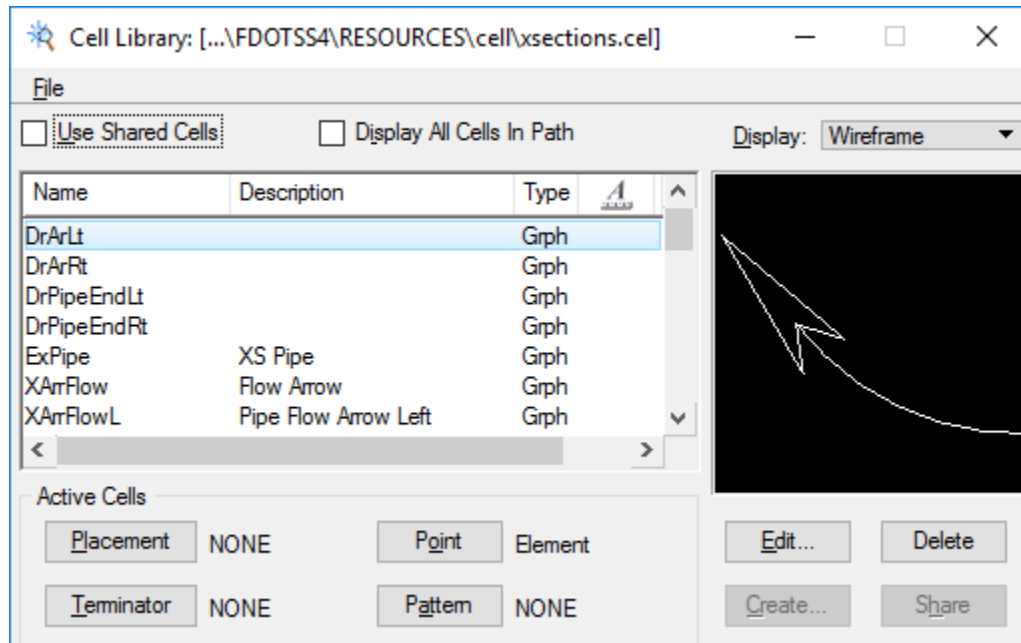 Cell Library: [...\FDOTSS4\RESOURCES\cell\xsections.cel]
File
Use Shared Cells Display All Cells In Path Display: Wireframe
Name Description Type A
DrArLt Grph
DrArRt Grph
DrPipeEndLt Grph
DrPipeEndRt Grph
ExPipe XS Pipe Grph
XArrFlow Flow Arrow Grph
XArrFlowL Pipe Flow Arrow Left Grph
Active Cells
Placement NONE Point Element Edit... Delete
Terminator NONE Pattern NONE Create... Share